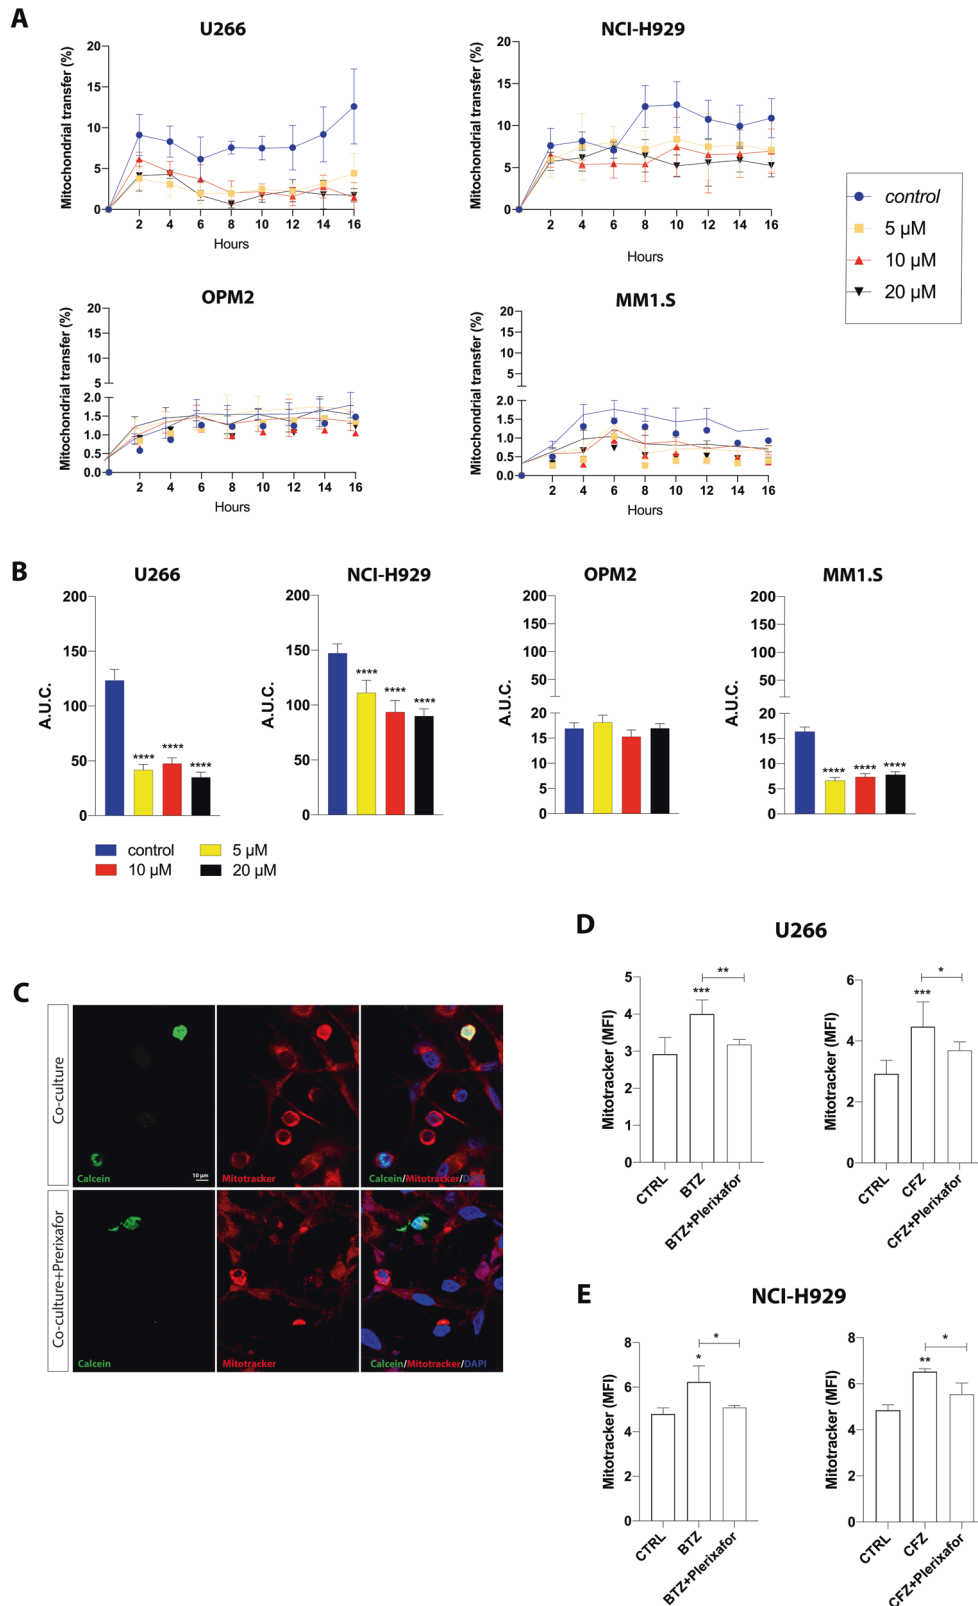 A
U266
Mitochondrial transfer (%)
20
15
10
5
0
2 4 6 8 10 12 14 16
Hours
NCI-H929
Mitochondrial transfer (%)
20
15
10
5
0
2 4 6 8 10 12 14 16
Hours
control
5 µM
10 µM
20 µM
OPM2
Mitochondrial transfer (%)
20
15
10
5
2.0
1.5
1.0
0.5
0.0
2 4 6 8 10 12 14 16
Hours
MM1.S
Mitochondrial transfer (%)
20
15
10
5
2.0
1.5
1.0
0.5
0.0
2 4 6 8 10 12 14 16
Hours
B
U266
A.U.C.
200
150
100
50
0
**** **** ****
NCI-H929
A.U.C.
200
150
100
50
0
**** **** ****
OPM2
A.U.C.
200
150
100
50
20
15
10
5
0
MM1.S
A.U.C.
200
150
100
50
20
15
10
5
0
**** **** ****
control 5 µM
10 µM 20 µM
C
Co-culture
Calcein
10 µm
Mitotracker
Calcein/Mitotracker/DAPI
Co-culture+Prerixafor
Calcein
Mitotracker
Calcein/Mitotracker/DAPI
D
U266
Mitotracker (MFI)
5
4
3
2
1
0
***
**
CTRL
BTZ
BTZ+Plerixafor
Mitotracker (MFI)
6
4
2
0
***
*
CTRL
CFZ
CFZ+Plerixafor
E
NCI-H929
Mitotracker (MFI)
8
6
4
2
0
*
*
CTRL
BTZ
BTZ+Plerixafor
Mitotracker (MFI)
8
6
4
2
0
**
*
CTRL
CFZ
CFZ+Plerixafor